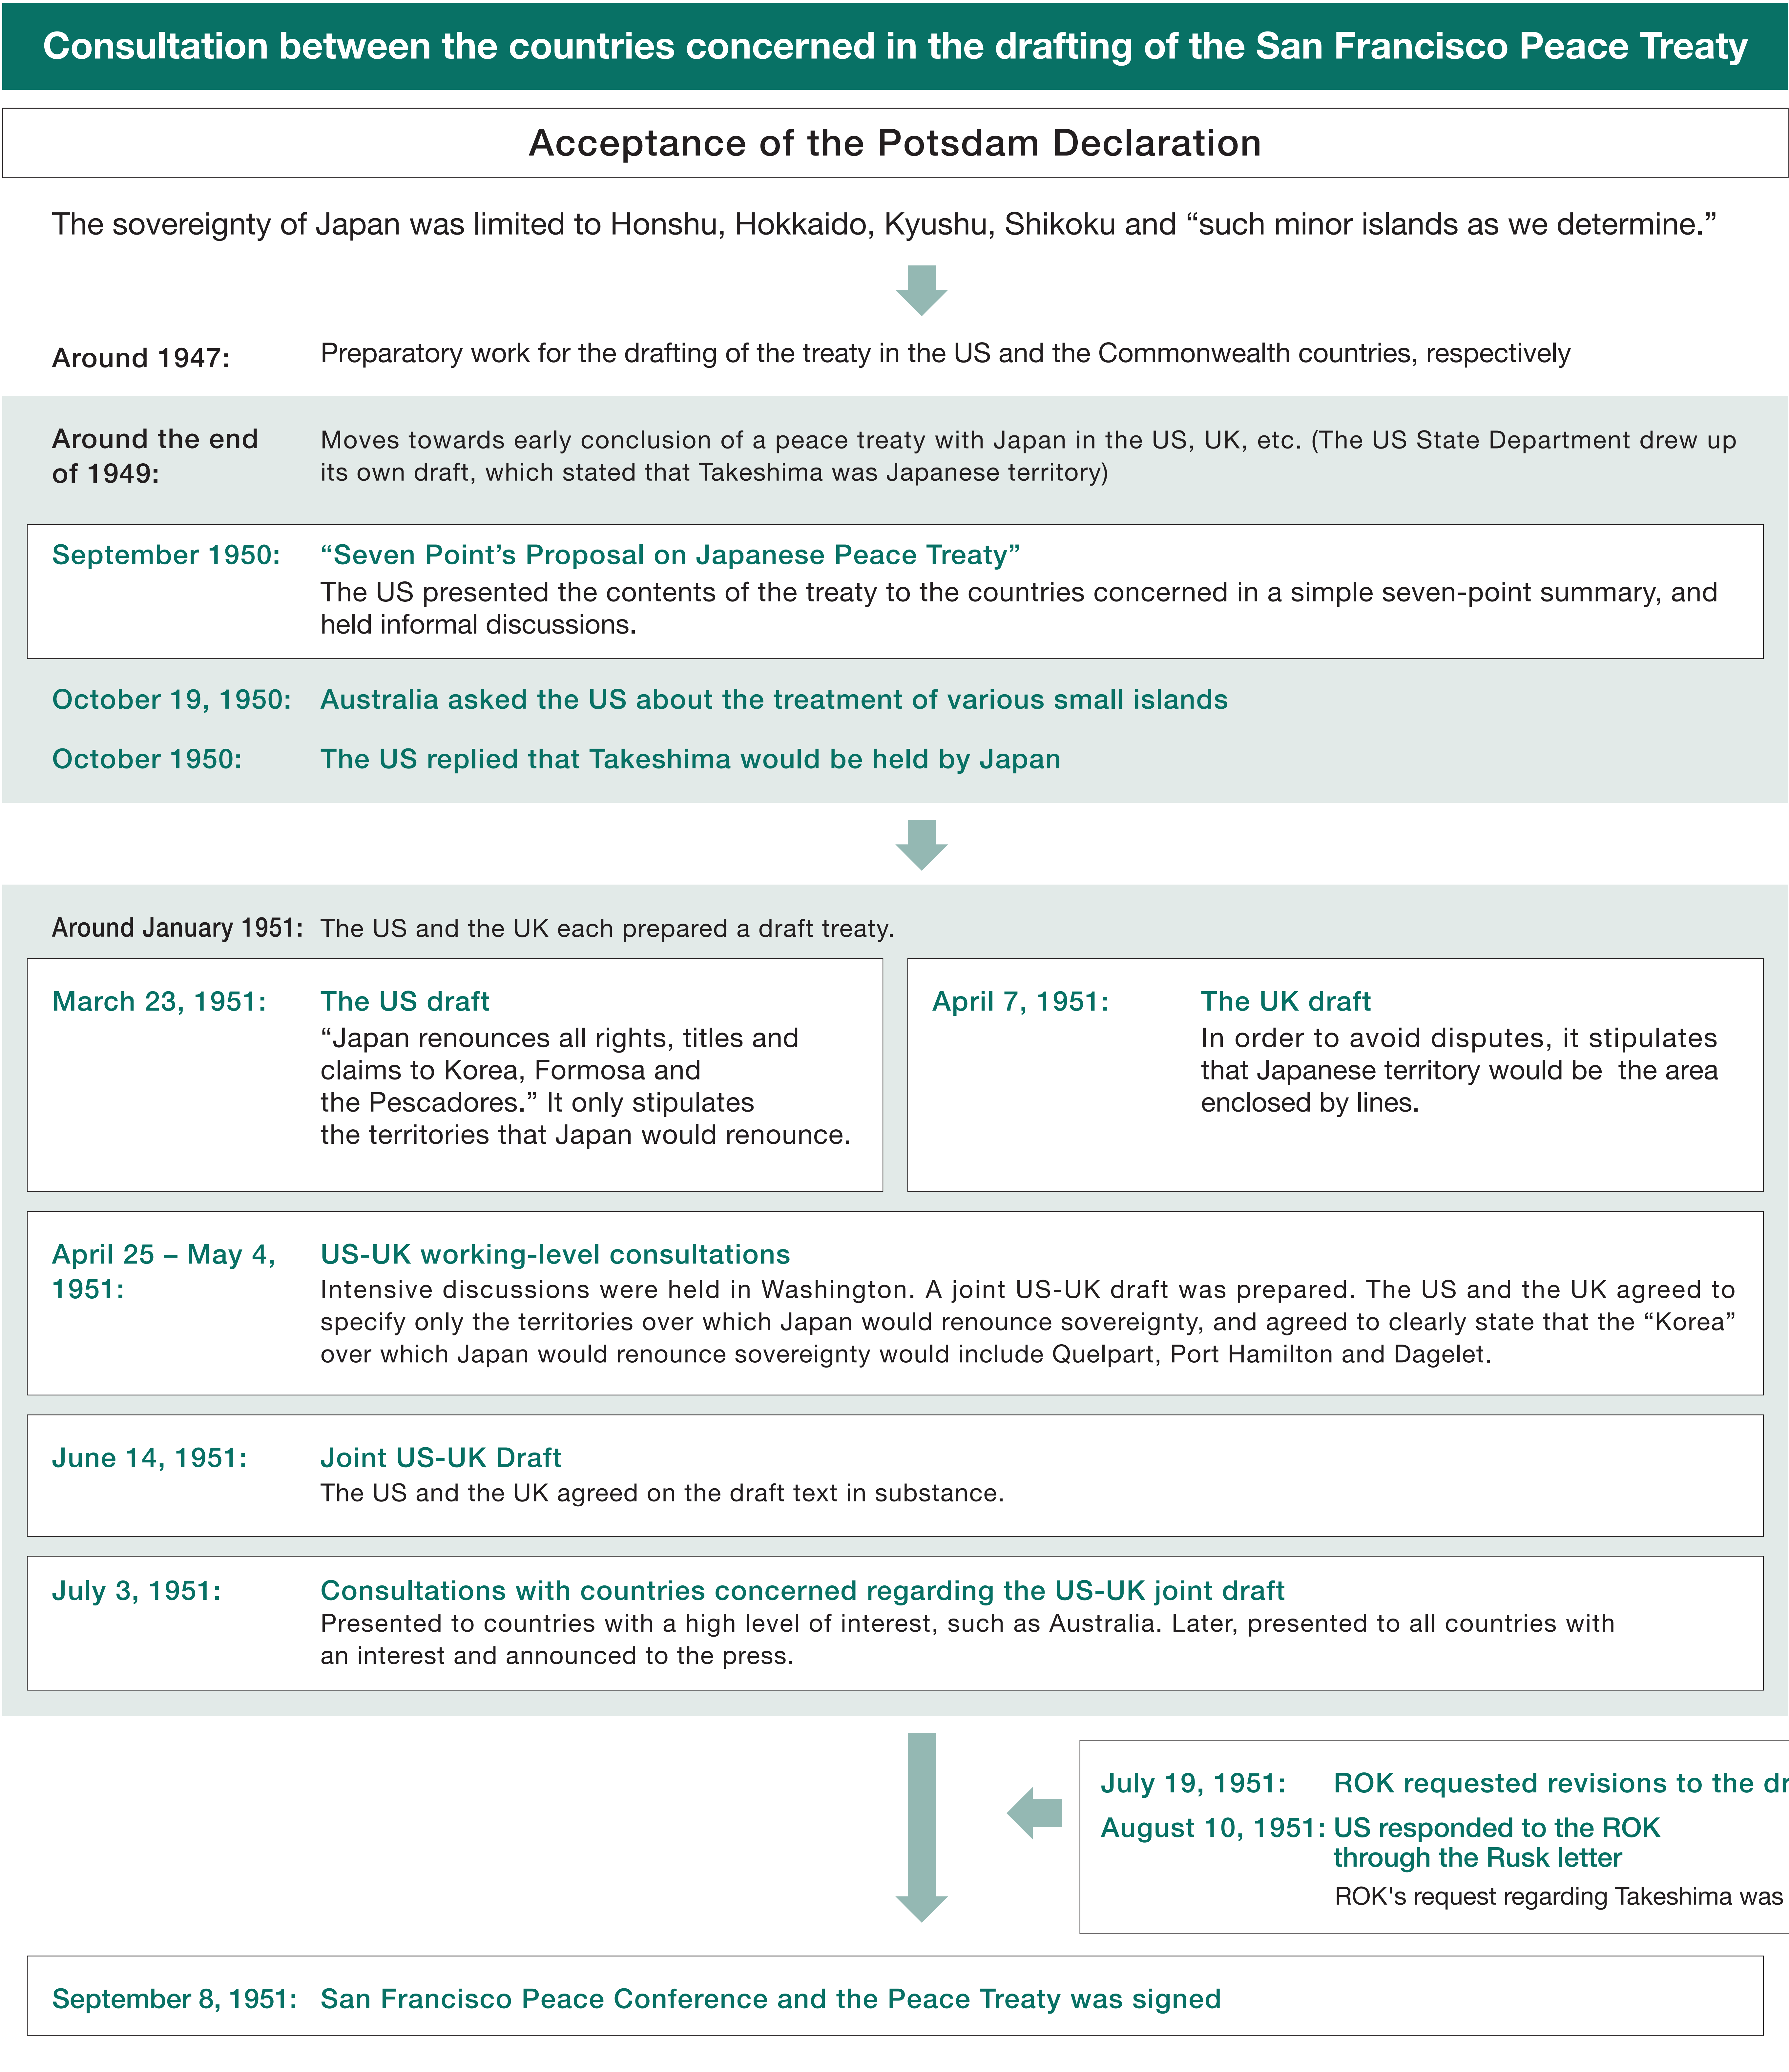 Consultation between the countries concerned in the drafting of the San Francisco Peace Treaty
Acceptance of the Potsdam Declaration
The sovereignty of Japan was limited to Honshu, Hokkaido, Kyushu, Shikoku and “such minor islands as we determine.”
Around 1947: Preparatory work for the drafting of the treaty in the US and the Commonwealth countries, respectively
Around the end
of 1949:
Moves towards early conclusion of a peace treaty with Japan in the US, UK, etc. (The US State Department drew up
its own draft, which stated that Takeshima was Japanese territory)
September 1950: “Seven Point’s Proposal on Japanese Peace Treaty”
The US presented the contents of the treaty to the countries concerned in a simple seven-point summary, and
held informal discussions.
October 19, 1950: Australia asked the US about the treatment of various small islands
October 1950: The US replied that Takeshima would be held by Japan
Around January 1951: The US and the UK each prepared a draft treaty.
March 23, 1951: The US draft
“Japan renounces all rights, titles and
claims to Korea, Formosa and
the Pescadores.” It only stipulates
the territories that Japan would renounce.
April 7, 1951: The UK draft
In order to avoid disputes, it stipulates
that Japanese territory would be the area
enclosed by lines.
April 25 – May 4,
1951:
US-UK working-level consultations
Intensive discussions were held in Washington. A joint US-UK draft was prepared. The US and the UK agreed to
specify only the territories over which Japan would renounce sovereignty, and agreed to clearly state that the “Korea”
over which Japan would renounce sovereignty would include Quelpart, Port Hamilton and Dagelet.
June 14, 1951: Joint US-UK Draft
The US and the UK agreed on the draft text in substance.
July 3, 1951: Consultations with countries concerned regarding the US-UK joint draft
Presented to countries with a high level of interest, such as Australia. Later, presented to all countries with
an interest and announced to the press.
July 19, 1951: ROK requested revisions to the
August 10, 1951: US responded to the ROK
through the Rusk letter
ROK's request regarding Takeshima was
September 8, 1951: San Francisco Peace Conference and the Peace Treaty was signed